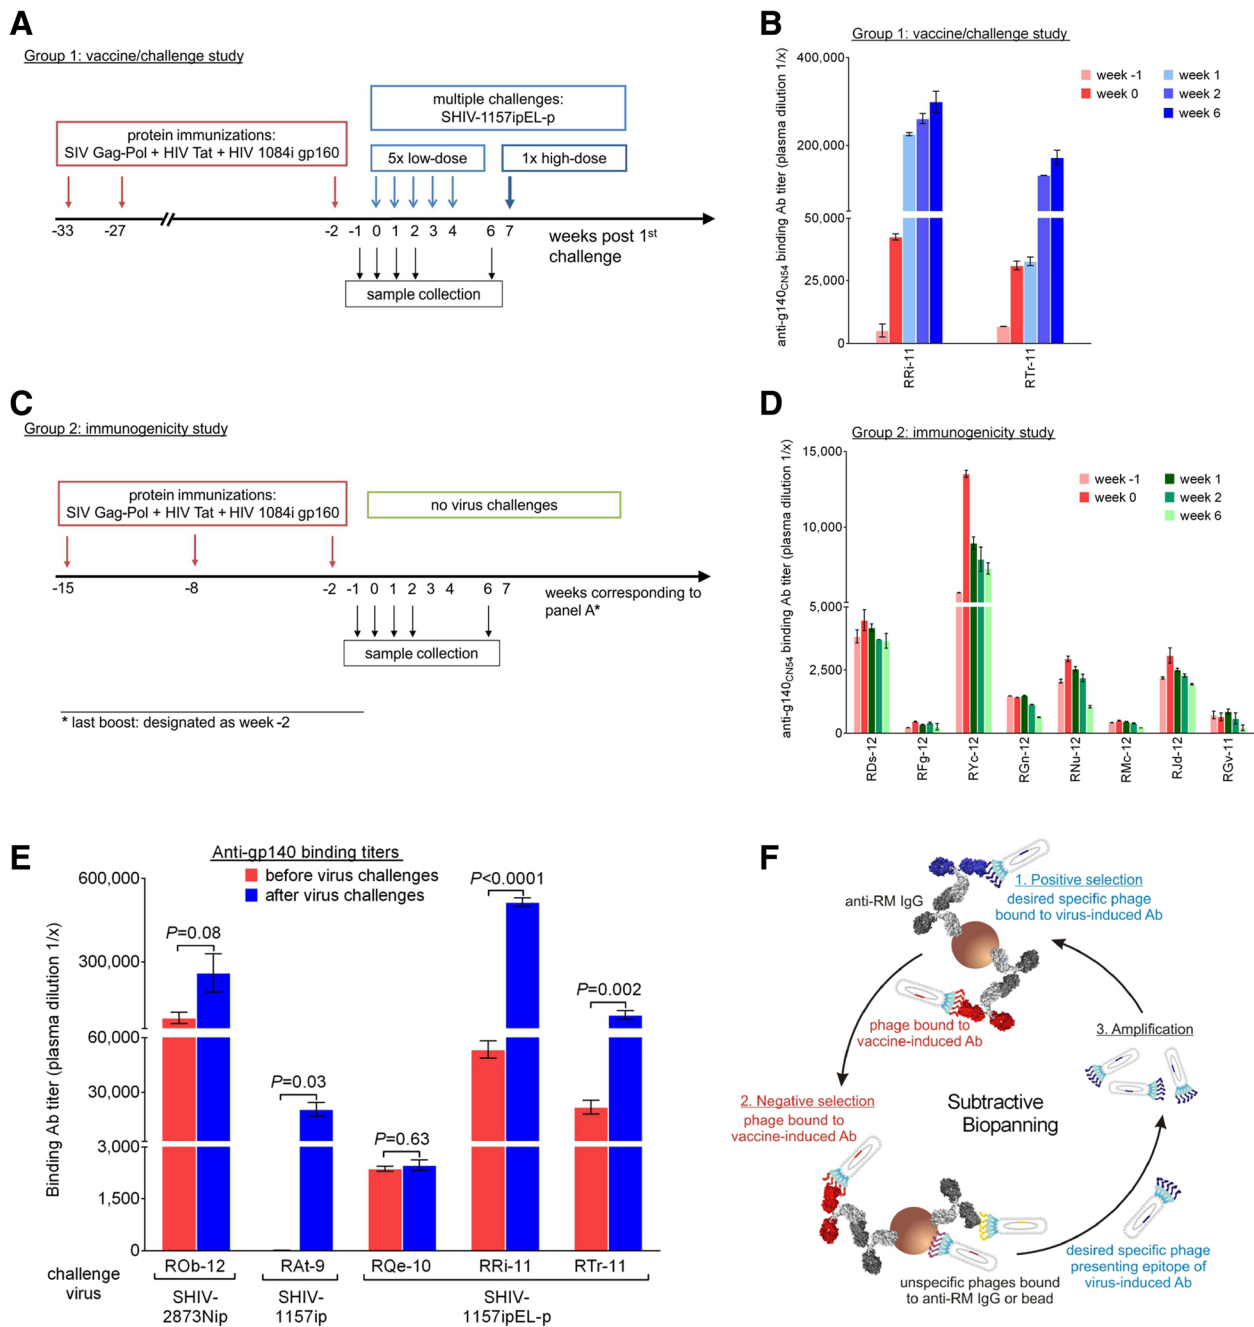 A
Group 1: vaccine/challenge study
multiple challenges:
SHIV-1157ipEL-p
protein immunizations:
SIV Gag-Pol + HIV Tat + HIV 1084i gp160
5x low-dose
1x high-dose
-33
-27
-2
-1
0
1
2
3
4
6
7
weeks post 1st
challenge
sample collection
B
Group 1: vaccine/challenge study
anti-g140CN54 binding Ab titer (plasma dilution 1/x)
400,000
200,000
50,000
25,000
0
week -1
week 0
week 1
week 2
week 6
RRi-11
RTr-11
C
Group 2: immunogenicity study
protein immunizations:
SIV Gag-Pol + HIV Tat + HIV 1084i gp160
no virus challenges
-15
-8
-2
-1
0
1
2
3
4
6
7
weeks corresponding to
panel A*
sample collection
* last boost: designated as week -2
D
Group 2: immunogenicity study
anti-g140CN54 binding Ab titer (plasma dilution 1/x)
15,000
10,000
5,000
2,500
0
week -1
week 0
week 1
week 2
week 6
RDs-12
RFg-12
RYc-12
RGn-12
RNu-12
RMc-12
RJd-12
RGv-11
E
Anti-gp140 binding titers
before virus challenges
after virus challenges
Binding Ab titer (plasma dilution 1/x)
600,000
300,000
60,000
30,000
3,000
1,500
0
P=0.08
P=0.03
P=0.63
P<0.0001
P=0.002
ROb-12
RAt-9
RQe-10
RRi-11
RTr-11
challenge
virus
SHIV-
2873Nip
SHIV-
1157ip
SHIV-
1157ipEL-p
F
anti-RM IgG
1. Positive selection
desired specific phage
bound to virus-induced Ab
phage bound to
vaccine-induced Ab
3. Amplification
2. Negative selection
phage bound to
vaccine-induced Ab
Subtractive
Biopanning
unspecific phages bound
to anti-RM IgG or bead
desired specific phage
presenting epitope of
virus-induced Ab